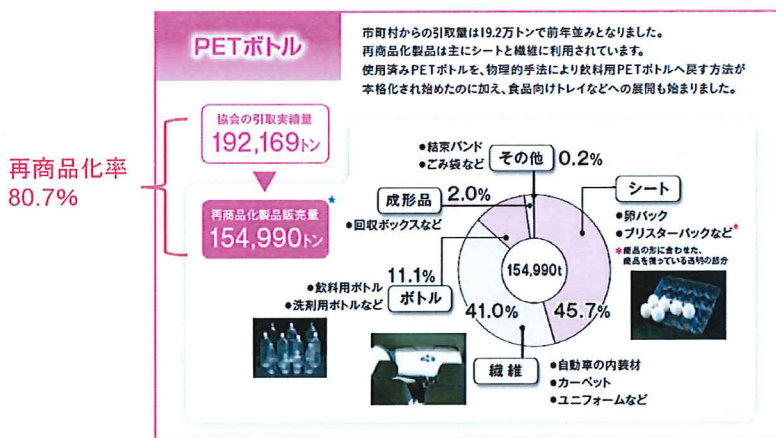 PETボトル
市町村からの引取量は19.2万トンで前年並みとなりました。
再商品化製品は主にシートと繊維に利用されています。
使用済みPETボトルを、物理的手法により飲料用PETボトルへ戻す方法が
本格化され始めたのに加え、食品向けトレイなどへの展開も始まりました。
再商品化率
80.7%
協会の引取実績量
192,169トン
再商品化製品販売量★
154,990トン
●結束バンド
●ごみ袋など
その他 0.2%
成形品 2.0%
●回収ボックスなど
シート
●卵パック
●ブリスターパックなど*
*商品の形に合わせた、
商品を覆っている透明の部分
154,990t
11.1%
●飲料用ボトル
●洗剤用ボトルなど
ボトル
41.0%
45.7%
繊維
●自動車の内装材
●カーペット
●ユニフォームなど